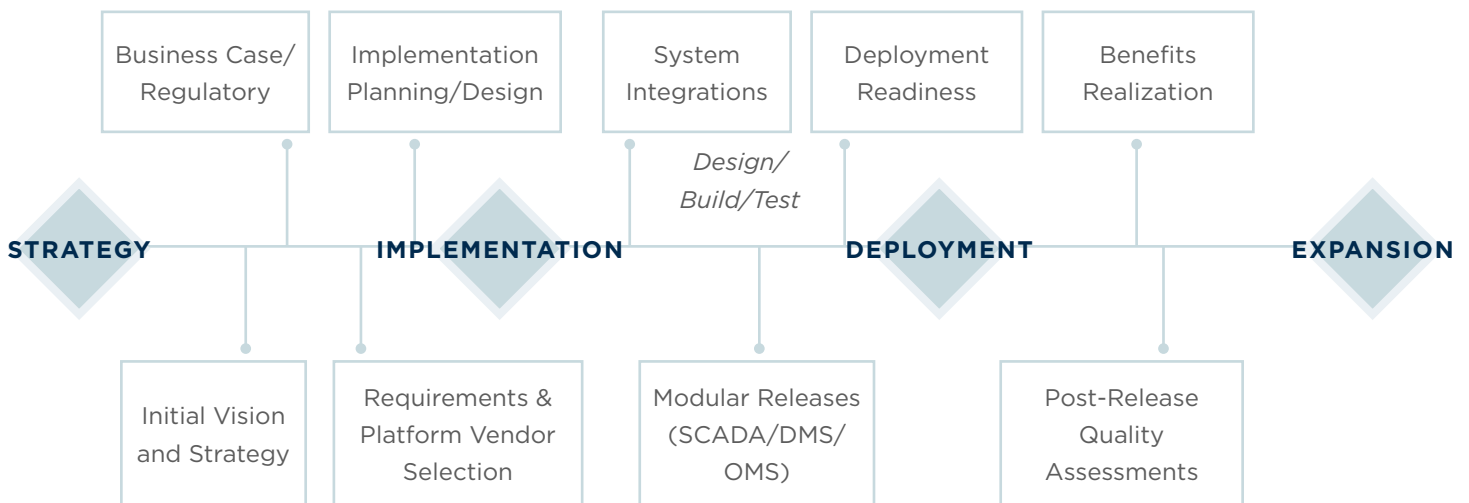 Business Case/
Regulatory
Implementation
Planning/Design
System
Integrations
Deployment
Readiness
Benefits
Realization
Design/
Build/Test
STRATEGY
IMPLEMENTATION
DEPLOYMENT
EXPANSION
Initial Vision
and Strategy
Requirements &
Platform Vendor
Selection
Modular Releases
(SCADA/DMS/
OMS)
Post-Release
Quality
Assessments